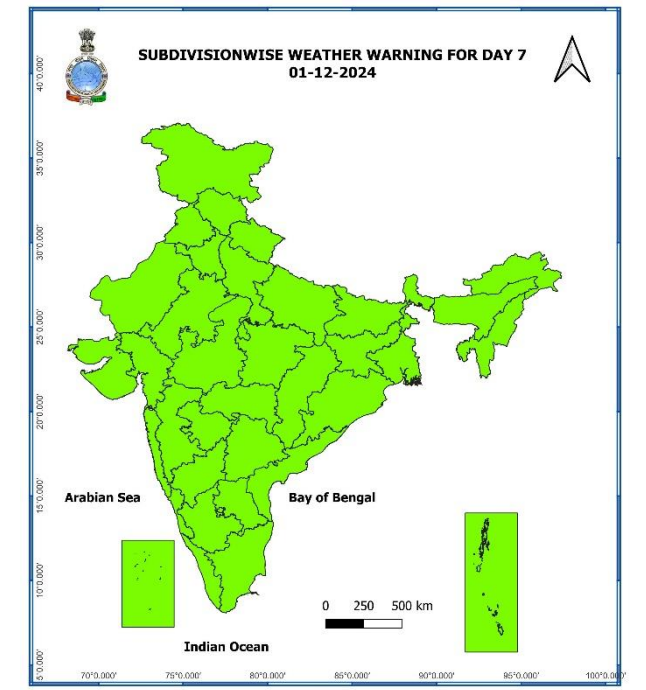 SUBDIVISIONWISE WEATHER WARNING FOR DAY 7
01-12-2024
40°0.000'
35°0.000'
30°0.000'
25°0.000'
20°0.000'
15°0.000'
10°0.000'
5°0.000'
Arabian Sea
Bay of Bengal
0 250 500 km
Indian Ocean
70°0.000' 75°0.000' 80°0.000' 85°0.000' 90°0.000' 95°0.000' 100°0.000'